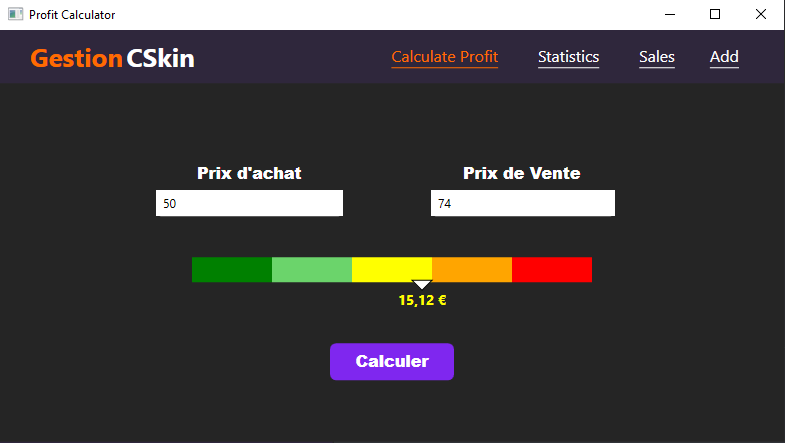 Profit Calculator
Gestion CSkin
Calculate Profit
Statistics
Sales
Add
Prix d'achat
Prix de Vente
50
74
15,12 €
Calculer